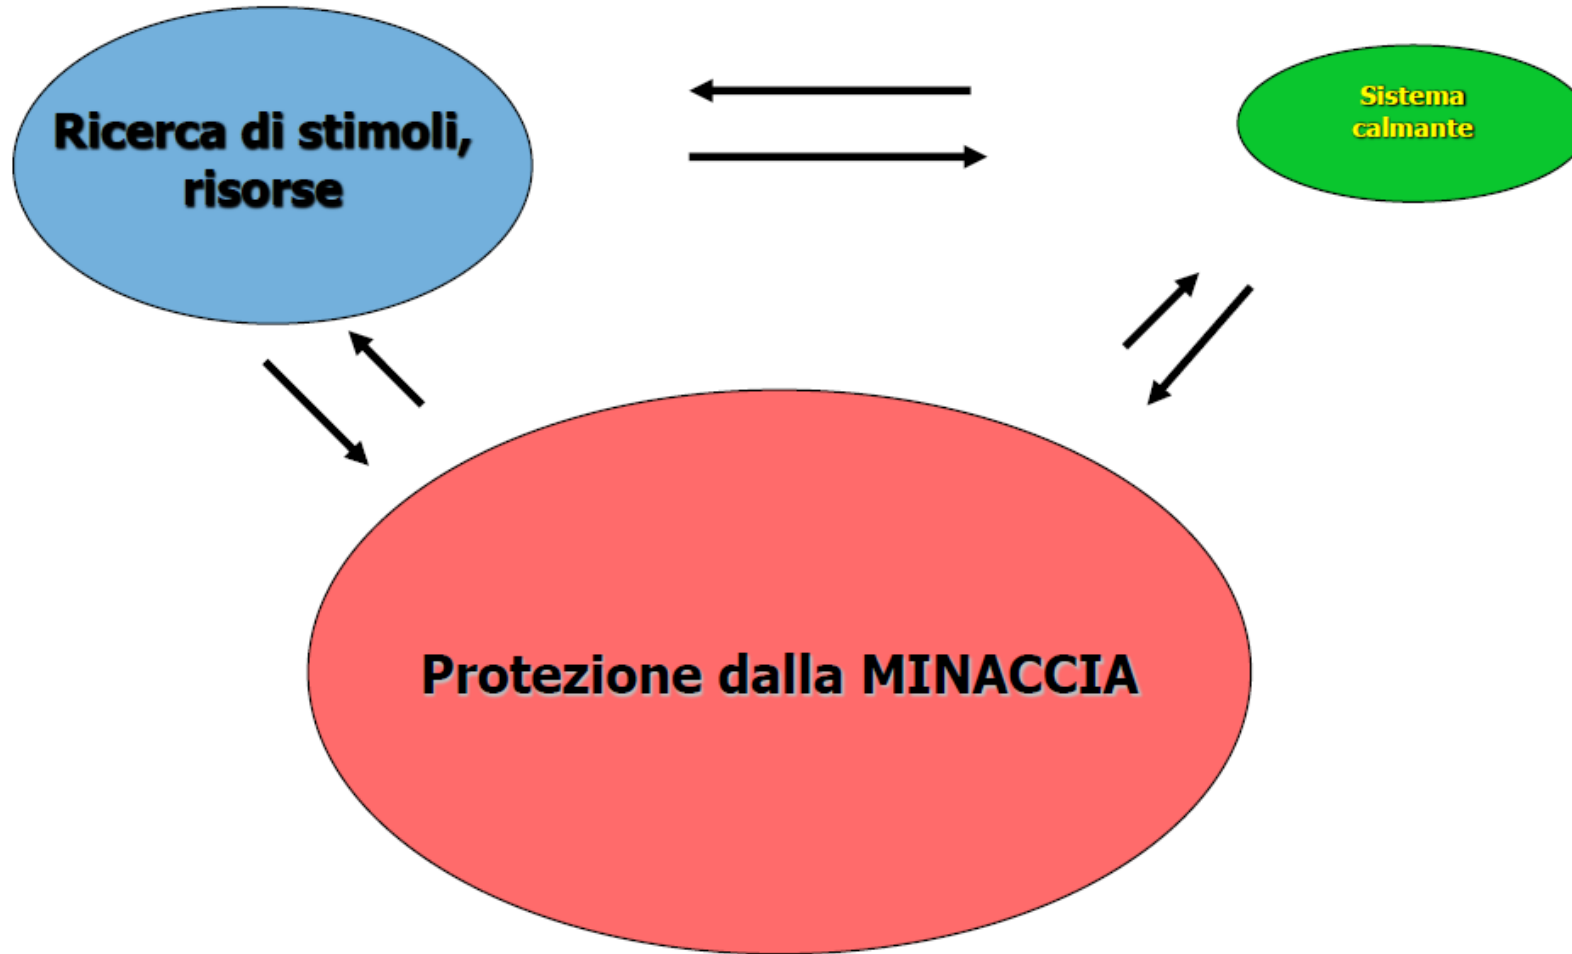 Ricerca di stimoli,
risorse
Sistema
calmante
Protezione dalla MINACCIA